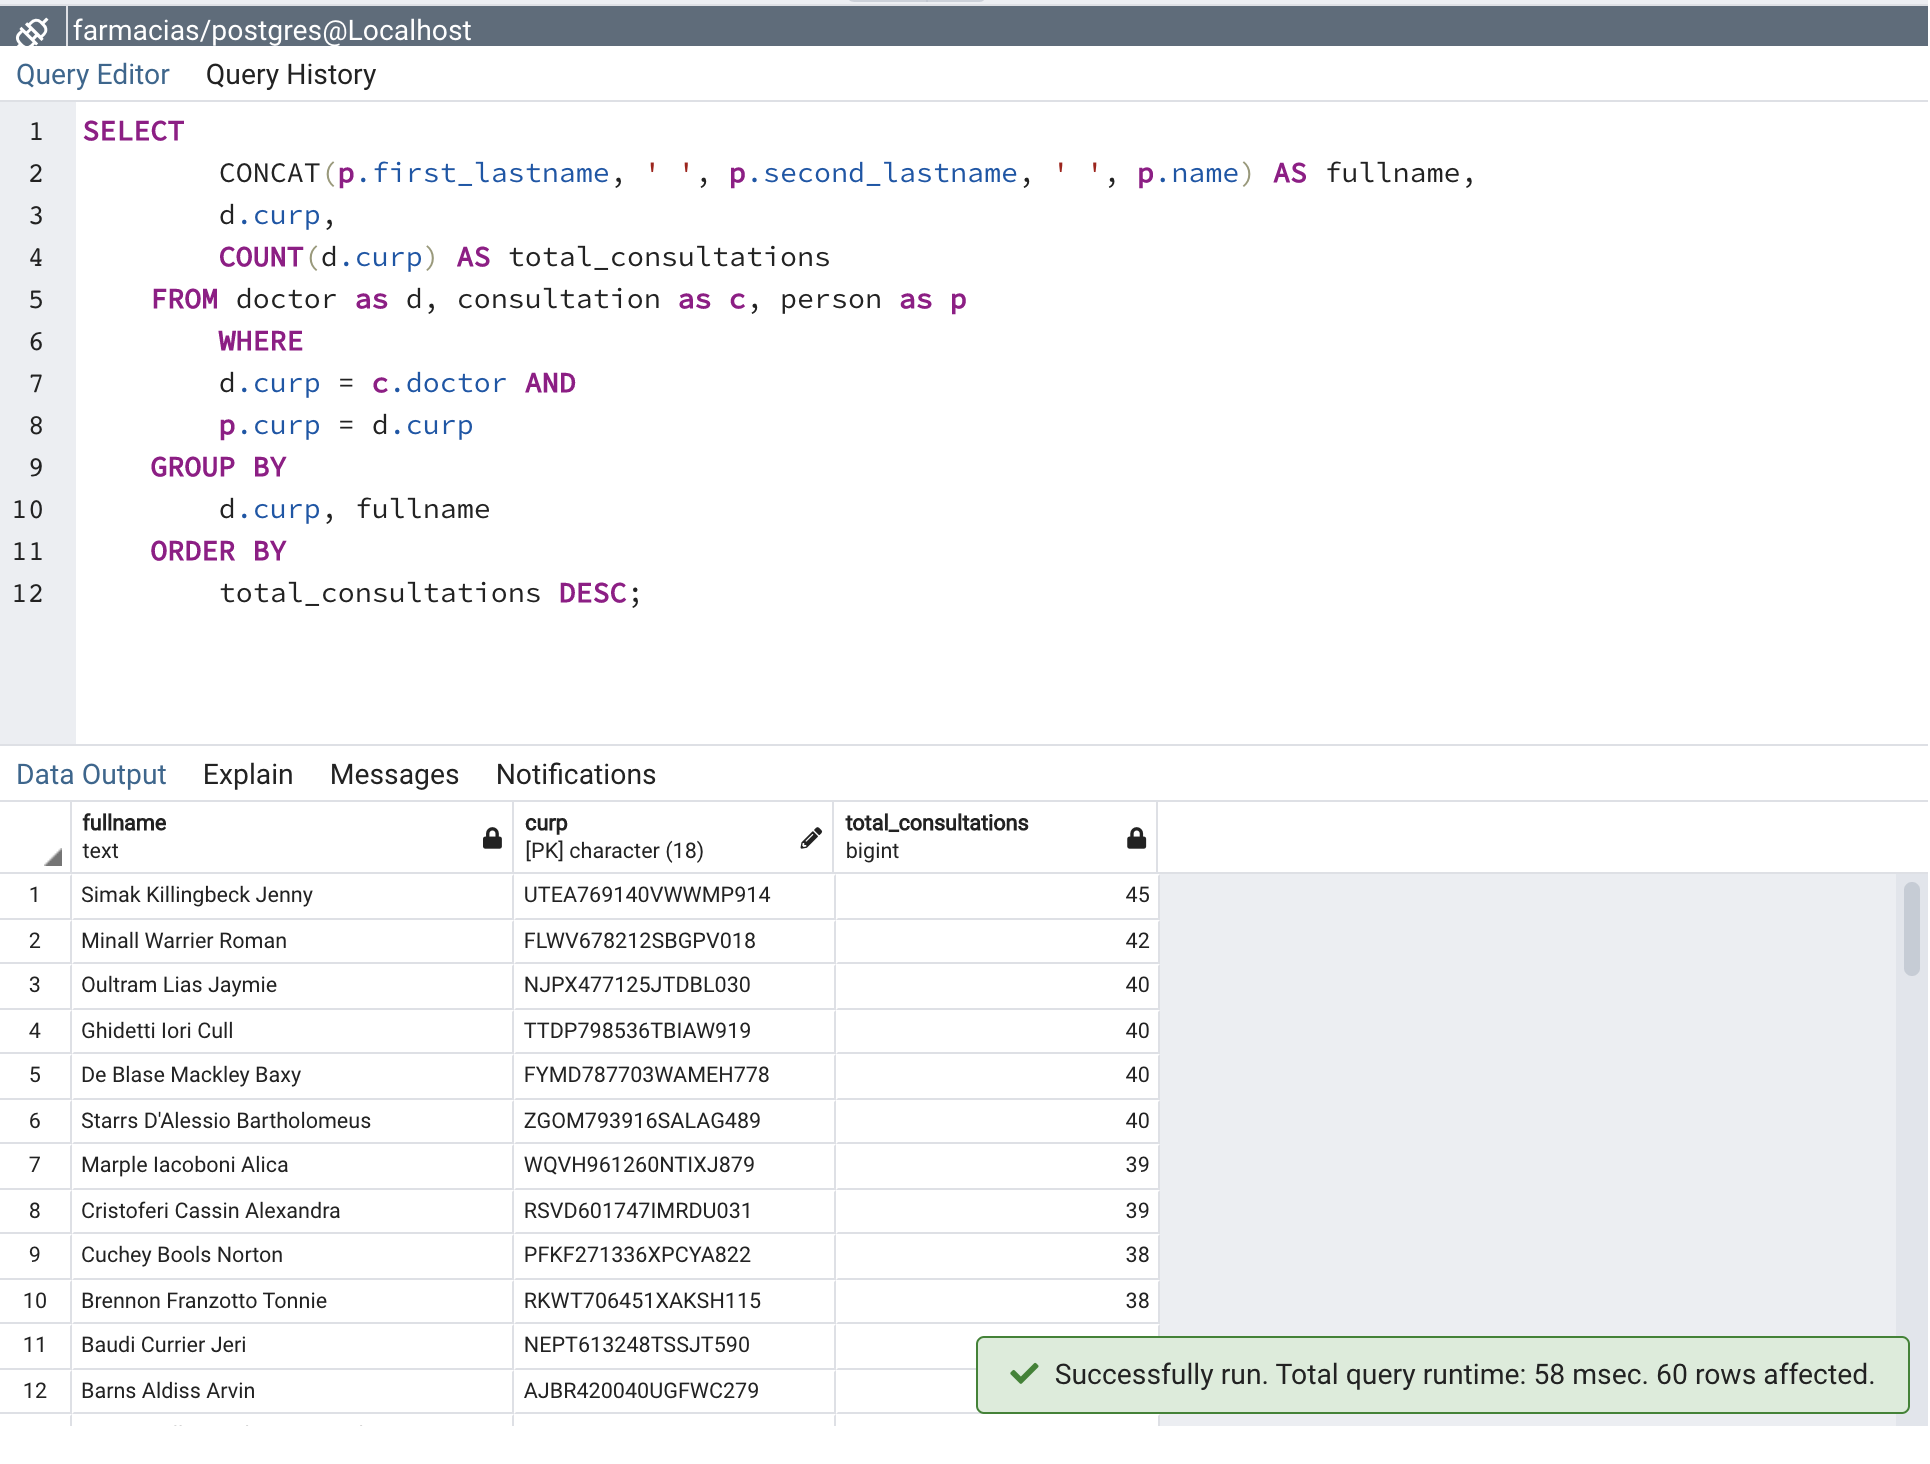 farmacias/postgres@Localhost
Query Editor Query History
1 SELECT
2 CONCAT(p.first_lastname, ' ', p.second_lastname, ' ', p.name) AS fullname,
3 d.curp,
4 COUNT(d.curp) AS total_consultations
5 FROM doctor as d, consultation as c, person as p
6 WHERE
7 d.curp = c.doctor AND
8 p.curp = d.curp
9 GROUP BY
10 d.curp, fullname
11 ORDER BY
12 total_consultations DESC;
Data Output Explain Messages Notifications
fullname curp total_consultations
text [PK] character (18) bigint
1 Simak Killingbeck Jenny UTEA769140VWWMP914 45
2 Minall Warrier Roman FLWV678212SBGPV018 42
3 Oultram Lias Jaymie NJPX477125JTDBL030 40
4 Ghidetti Iori Cull TTDP798536TBIAW919 40
5 De Blase Mackley Baxy FYMD787703WAMEH778 40
6 Starrs D'Alessio Bartholomeus ZGOM793916SALAG489 40
7 Marple Iacoboni Alica WQVH961260NTIXJ879 39
8 Cristoferi Cassin Alexandra RSVD601747IMRDU031 39
9 Cuchey Bools Norton PFKF271336XPCYA822 38
10 Brennon Franzotto Tonnie RKWT706451XAKSH115 38
11 Baudi Currier Jeri NEPT613248TSSJT590
12 Barns Aldiss Arvin AJBR420040UGFWC279
Successfully run. Total query runtime: 58 msec. 60 rows affected.